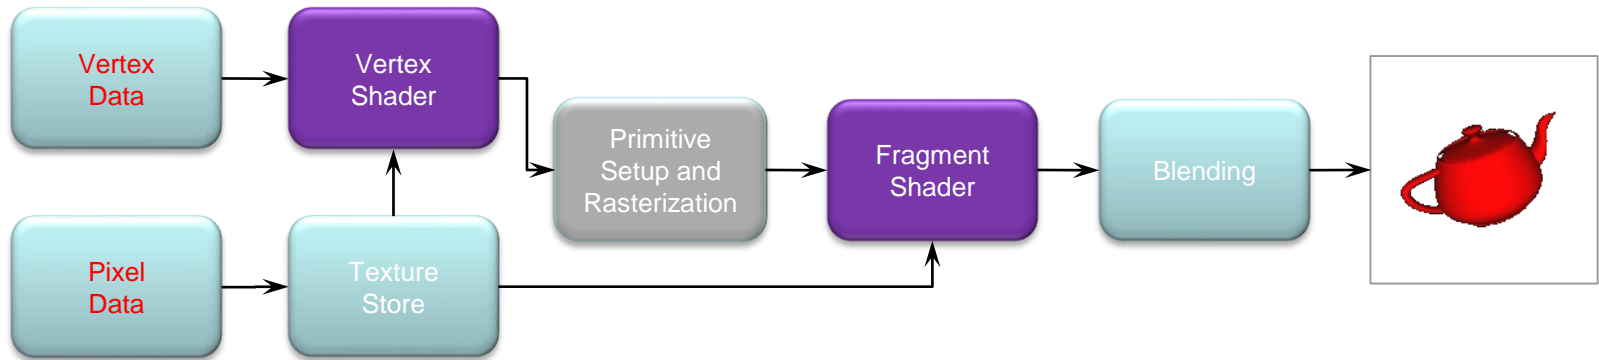 Vertex
Data
Vertex
Shader
Primitive
Setup and
Rasterization
Fragment
Shader
Blending
Pixel
Data
Texture
Store